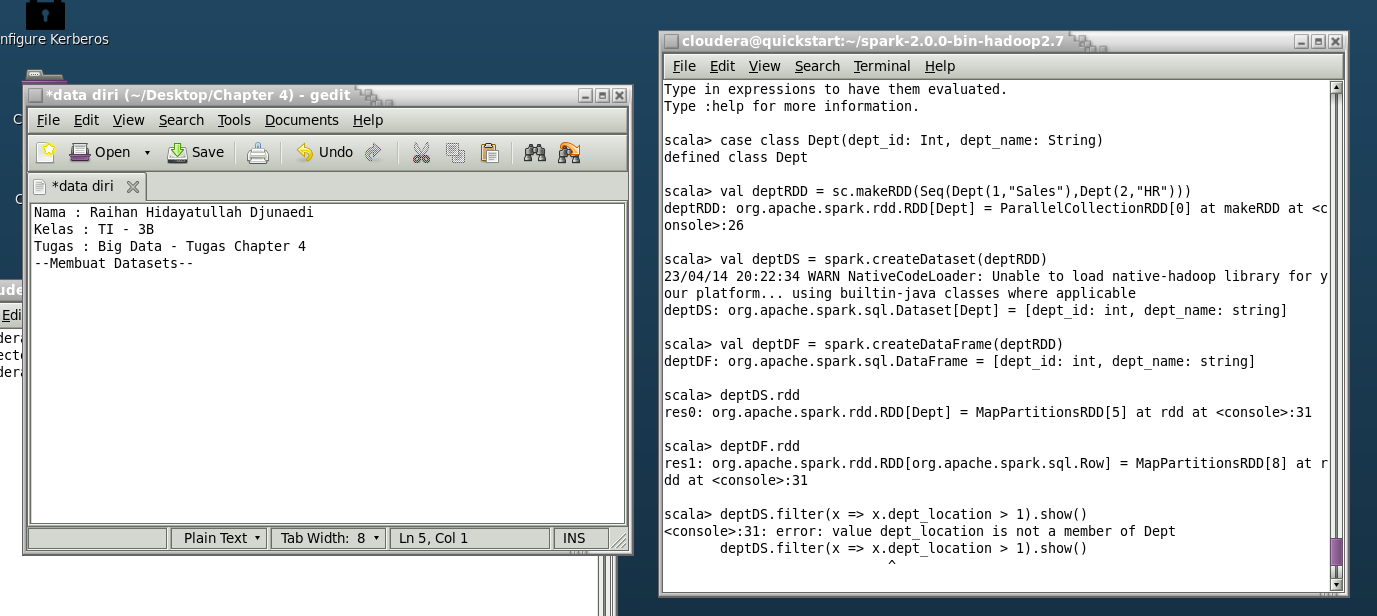 nfigure Kerberos
*data diri (~/Desktop/Chapter 4) - gedit
File Edit View Search Tools Documents Help
Open Save Undo
*data diri
Nama : Raihan Hidayatullah Djunaedi
Kelas : TI - 3B
Tugas : Big Data - Tugas Chapter 4
--Membuat Datasets--
Plain Text Tab Width: 8 Ln 5, Col 1 INS
cloudera@quickstart:~/spark-2.0.0-bin-hadoop2.7
File Edit View Search Terminal Help
Type in expressions to have them evaluated.
Type :help for more information.
scala> case class Dept(dept_id: Int, dept_name: String)
defined class Dept
scala> val deptRDD = sc.makeRDD(Seq(Dept(1,"Sales"),Dept(2,"HR")))
deptRDD: org.apache.spark.rdd.RDD[Dept] = ParallelCollectionRDD[0] at makeRDD at <c
onsole>:26
scala> val deptDS = spark.createDataset(deptRDD)
23/04/14 20:22:34 WARN NativeCodeLoader: Unable to load native-hadoop library for y
our platform... using builtin-java classes where applicable
deptDS: org.apache.spark.sql.Dataset[Dept] = [dept_id: int, dept_name: string]
scala> val deptDF = spark.createDataFrame(deptRDD)
deptDF: org.apache.spark.sql.DataFrame = [dept_id: int, dept_name: string]
scala> deptDS.rdd
res0: org.apache.spark.rdd.RDD[Dept] = MapPartitionsRDD[5] at rdd at <console>:31
scala> deptDF.rdd
res1: org.apache.spark.rdd.RDD[org.apache.spark.sql.Row] = MapPartitionsRDD[8] at r
dd at <console>:31
scala> deptDS.filter(x => x.dept_location > 1).show()
<console>:31: error: value dept_location is not a member of Dept
deptDS.filter(x => x.dept_location > 1).show()
^